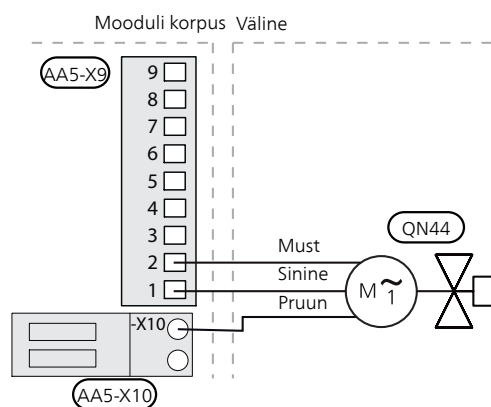 Mooduli korpus Väline
AA5-X9
9
8
7
6
5
4
3
2
1
Must
Sinine
Pruun
QN44
M ~
1
-X10
AA5-X10